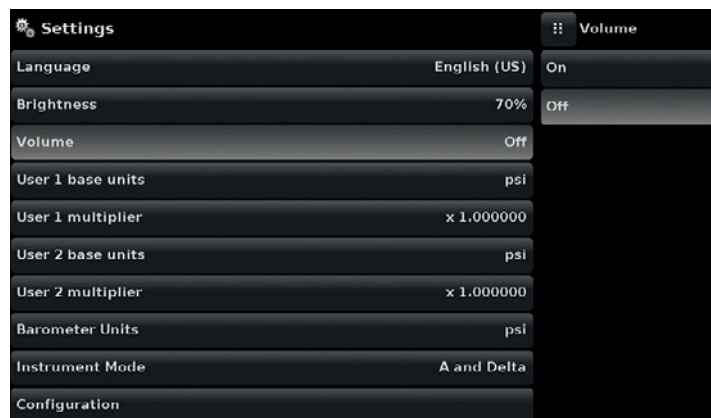 Settings
Language English (US)
Brightness 70%
Volume Off
User 1 base units psi
User 1 multiplier x 1.000000
User 2 base units psi
User 2 multiplier x 1.000000
Barometer Units psi
Instrument Mode A and Delta
Configuration
Volume
On
Off